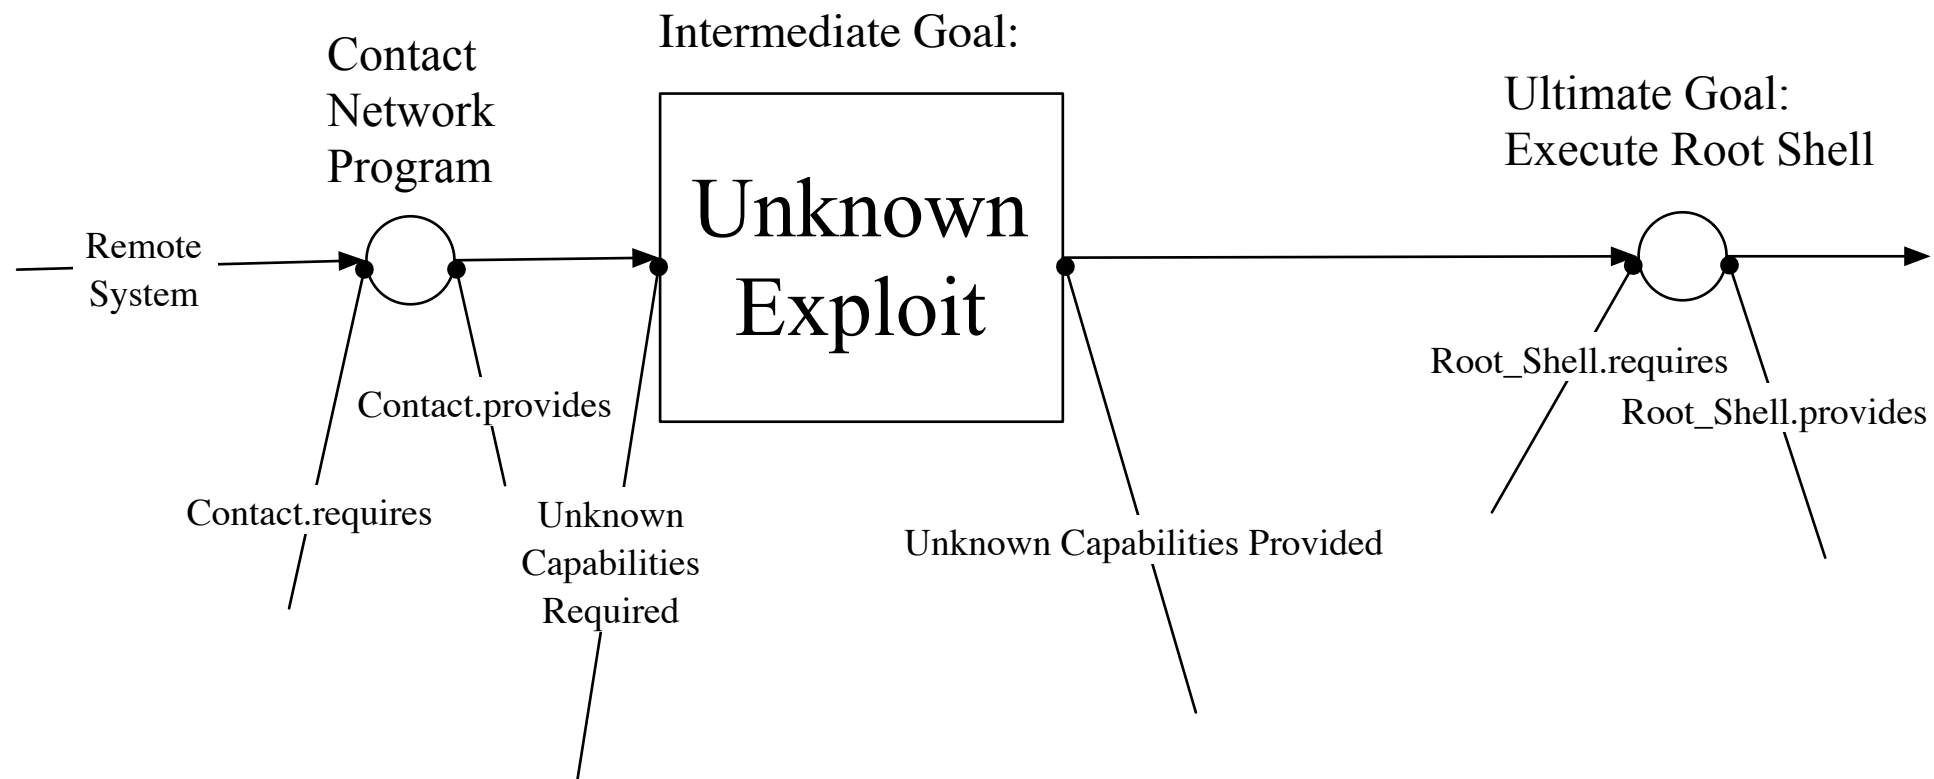 Intermediate Goal:
Contact
Network
Program
Ultimate Goal:
Execute Root Shell
Unknown
Exploit
Remote
System
Root_Shell.requires
Contact.provides
Root_Shell.provides
Contact.requires
Unknown
Capabilities
Required
Unknown Capabilities Provided